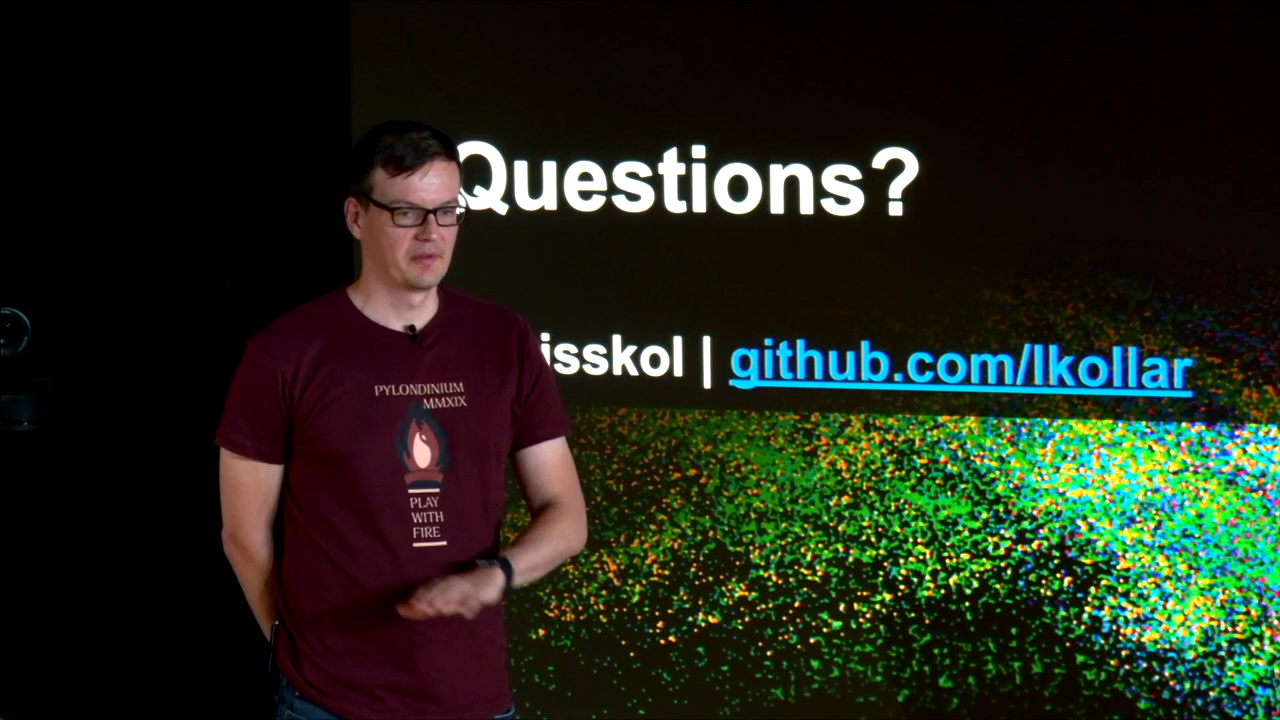 Questions?
isskol | github.com/lkollar
PYLONDINIUM
MMXIX
PLAY
WITH
FIRE